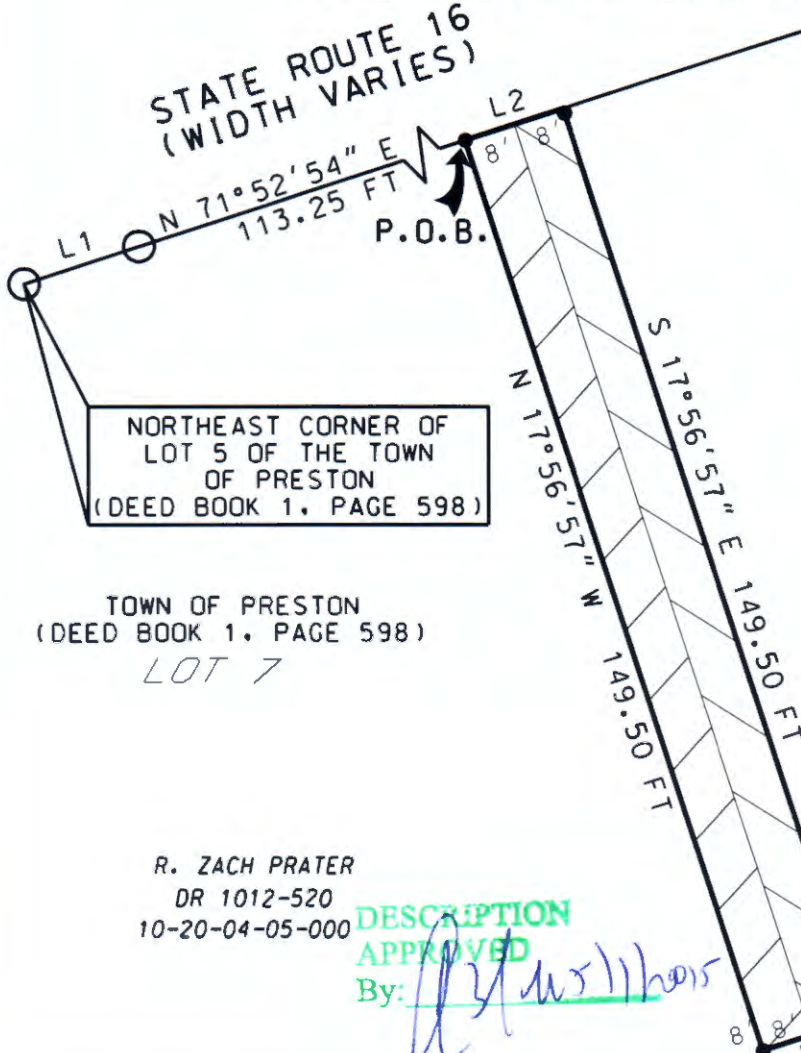 STATE ROUTE 16
(WIDTH VARIES)
L2
8' 8'
L1
N 71°52'54" E
113.25 FT
P.O.B.
NORTHEAST CORNER OF
LOT 5 OF THE TOWN
OF PRESTON
(DEED BOOK 1, PAGE 598)
N 17°56'57" W 149.50 FT
S 17°56'57" E 149.50 FT
TOWN OF PRESTON
(DEED BOOK 1, PAGE 598)
LOT 7
R. ZACH PRATER
DR 1012-520
10-20-04-05-000
DESCRIPTION
APPROVED
By:
8' 8'